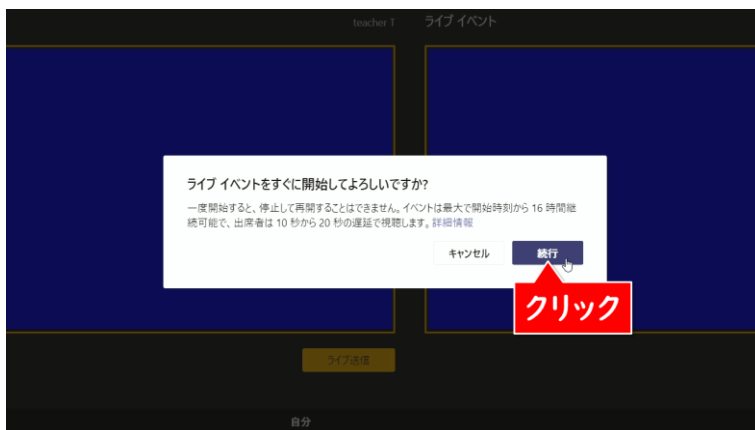 teacher T
ライブ イベント
ライブ イベントをすぐに開始してよろしいですか?
一度開始すると、停止して再開することはできません。イベントは最大で開始時刻から 16 時間継
続可能で、出席者は 10 秒から 20 秒の遅延で視聴します。詳細情報
キャンセル
続行
クリック
ライブ送信
自分